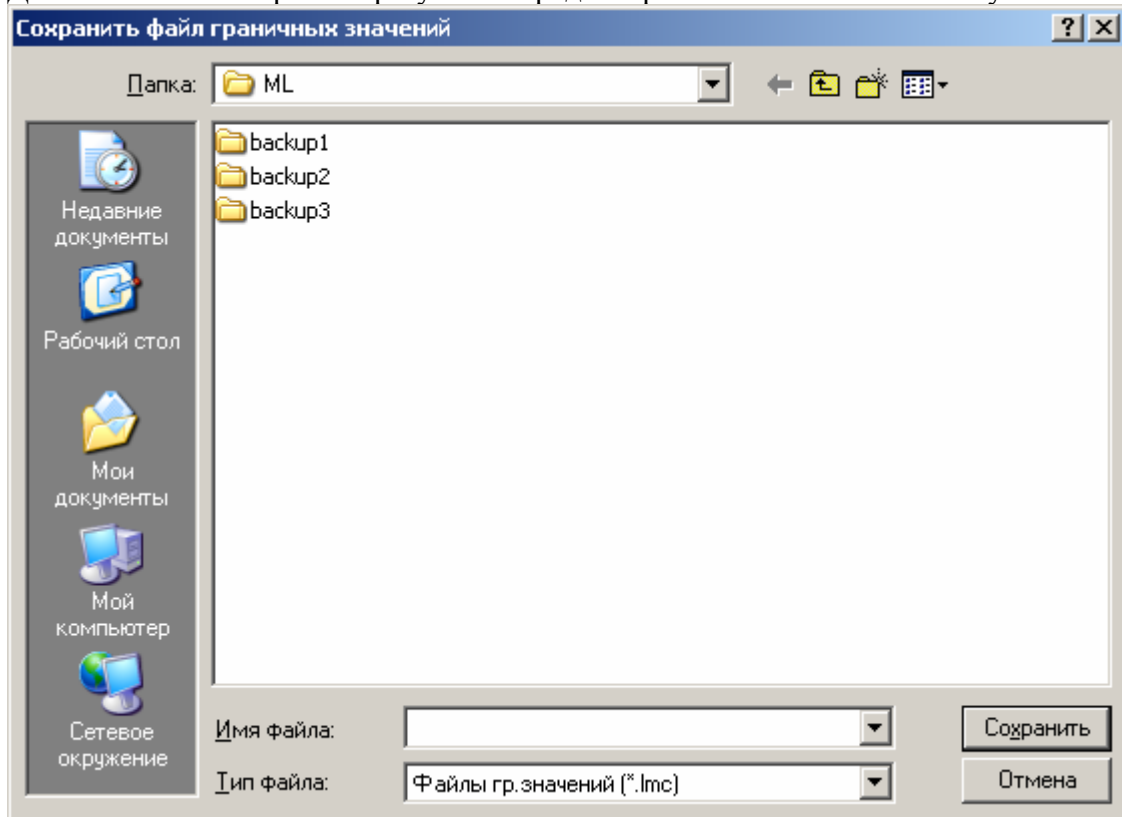 Сохранить файл граничных значений
Папка:
ML
backup1
backup2
backup3
Недавние
документы
Рабочий стол
Мои
документы
Мой
компьютер
Сетевое
окружение
Имя файла:
Сохранить
Тип файла:
Файлы гр.значений (*.lmc)
Отмена